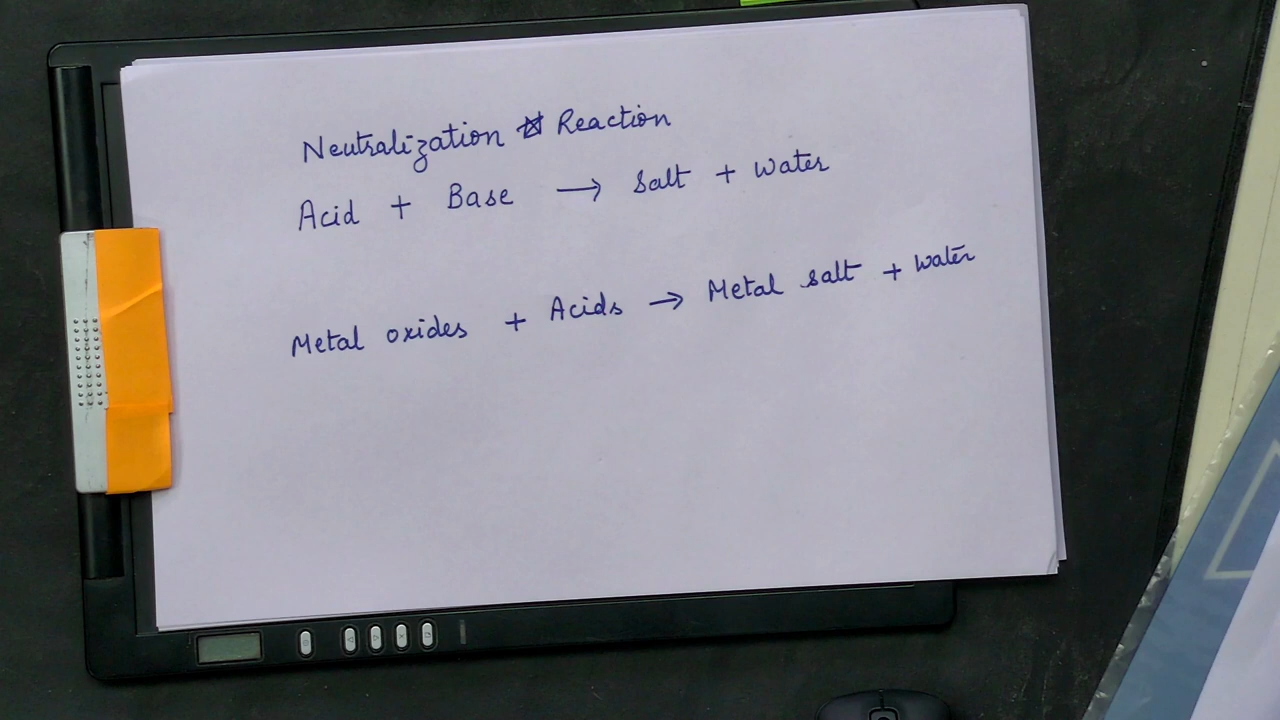 Neutralization Reaction
Acid + Base → Salt + Water
Metal oxides + Acids → Metal salt + water